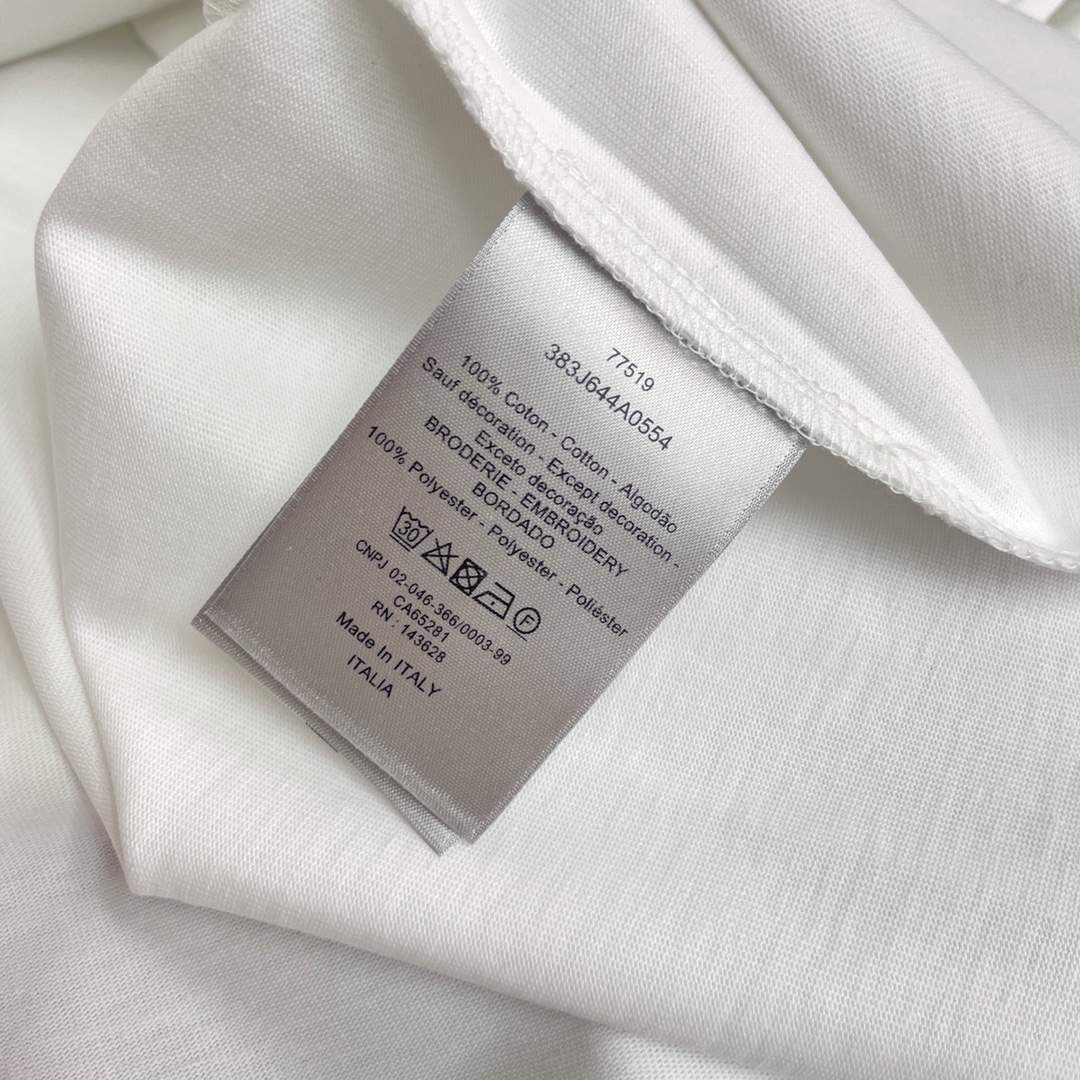 77519
383J644A0554
100% Coton - Cotton - Algodão
Sauf décoration - Except decoration -
Exceto decoração
BRODERIE - EMBROIDERY
BORDADO
100% Polyester - Polyester - Poliéster
30 F
CNPJ 02-046-366/0003-99
CA65281
RN : 143628
Made In ITALY
ITALIA